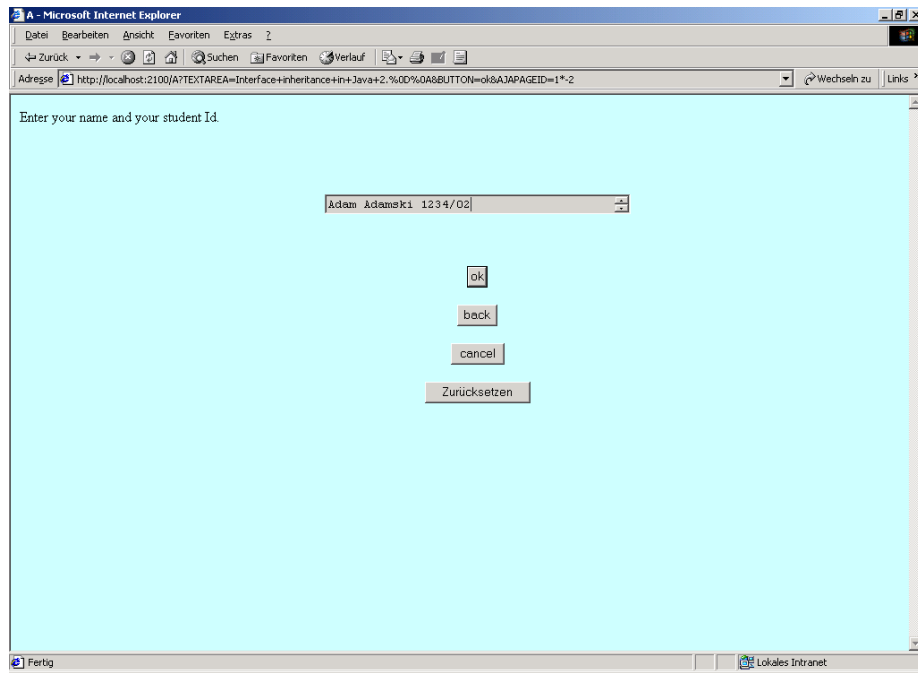 A - Microsoft Internet Explorer
Datei Bearbeiten Ansicht Favoriten Extras ?
Zurück Suchen Favoriten Verlauf
Adresse http://localhost:2100/A?TEXTAREA=Interface+inheritance+in+Java+2.%0D%0A&BUTTON=ok&AJAPAGEID=1*-2 Wechseln zu Links »
Enter your name and your student Id.
Adam Adamski 1234/02
ok
back
cancel
Zurücksetzen
Fertig Lokales Intranet